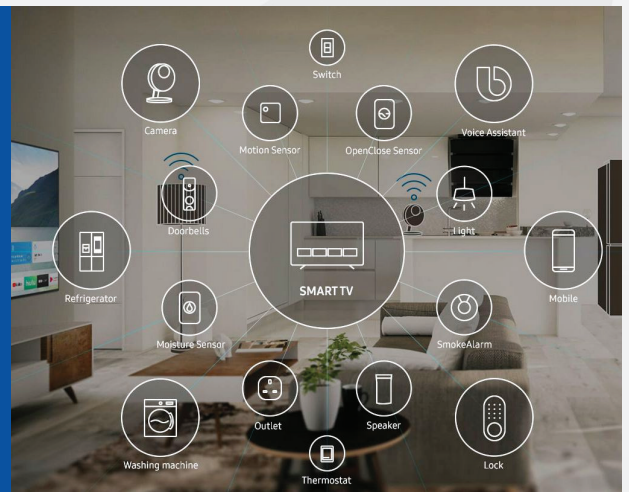 Switch
Camera
Motion Sensor
OpenClose Sensor
Voice Assistant
Doorbells
Light
Refrigerator
SMART TV
Mobile
Moisture Sensor
SmokeAlarm
Outlet
Speaker
Washing machine
Thermostat
Lock